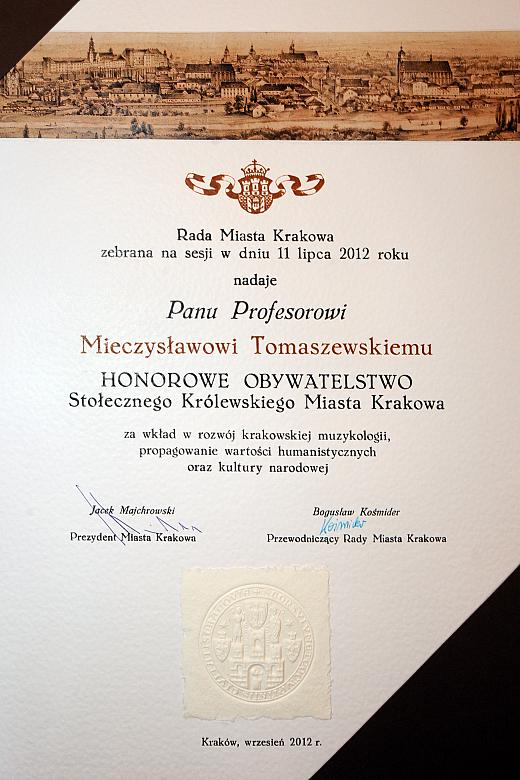 Rada Miasta Krakowa
zebrana na sesji w dniu 11 lipca 2012 roku
nadaje
Panu Profesorowi
Mieczysławowi Tomaszewskiemu
HONOROWE OBYWATELSTWO
Stołecznego Królewskiego Miasta Krakowa
za wkład w rozwój krakowskiej muzykologii,
propagowanie wartości humanistycznych
oraz kultury narodowej
Jacek Majchrowski
Prezydent Miasta Krakowa
Bogusław Kośmider
Kośmider
Przewodniczący Rady Miasta Krakowa
Kraków, wrzesień 2012 r.